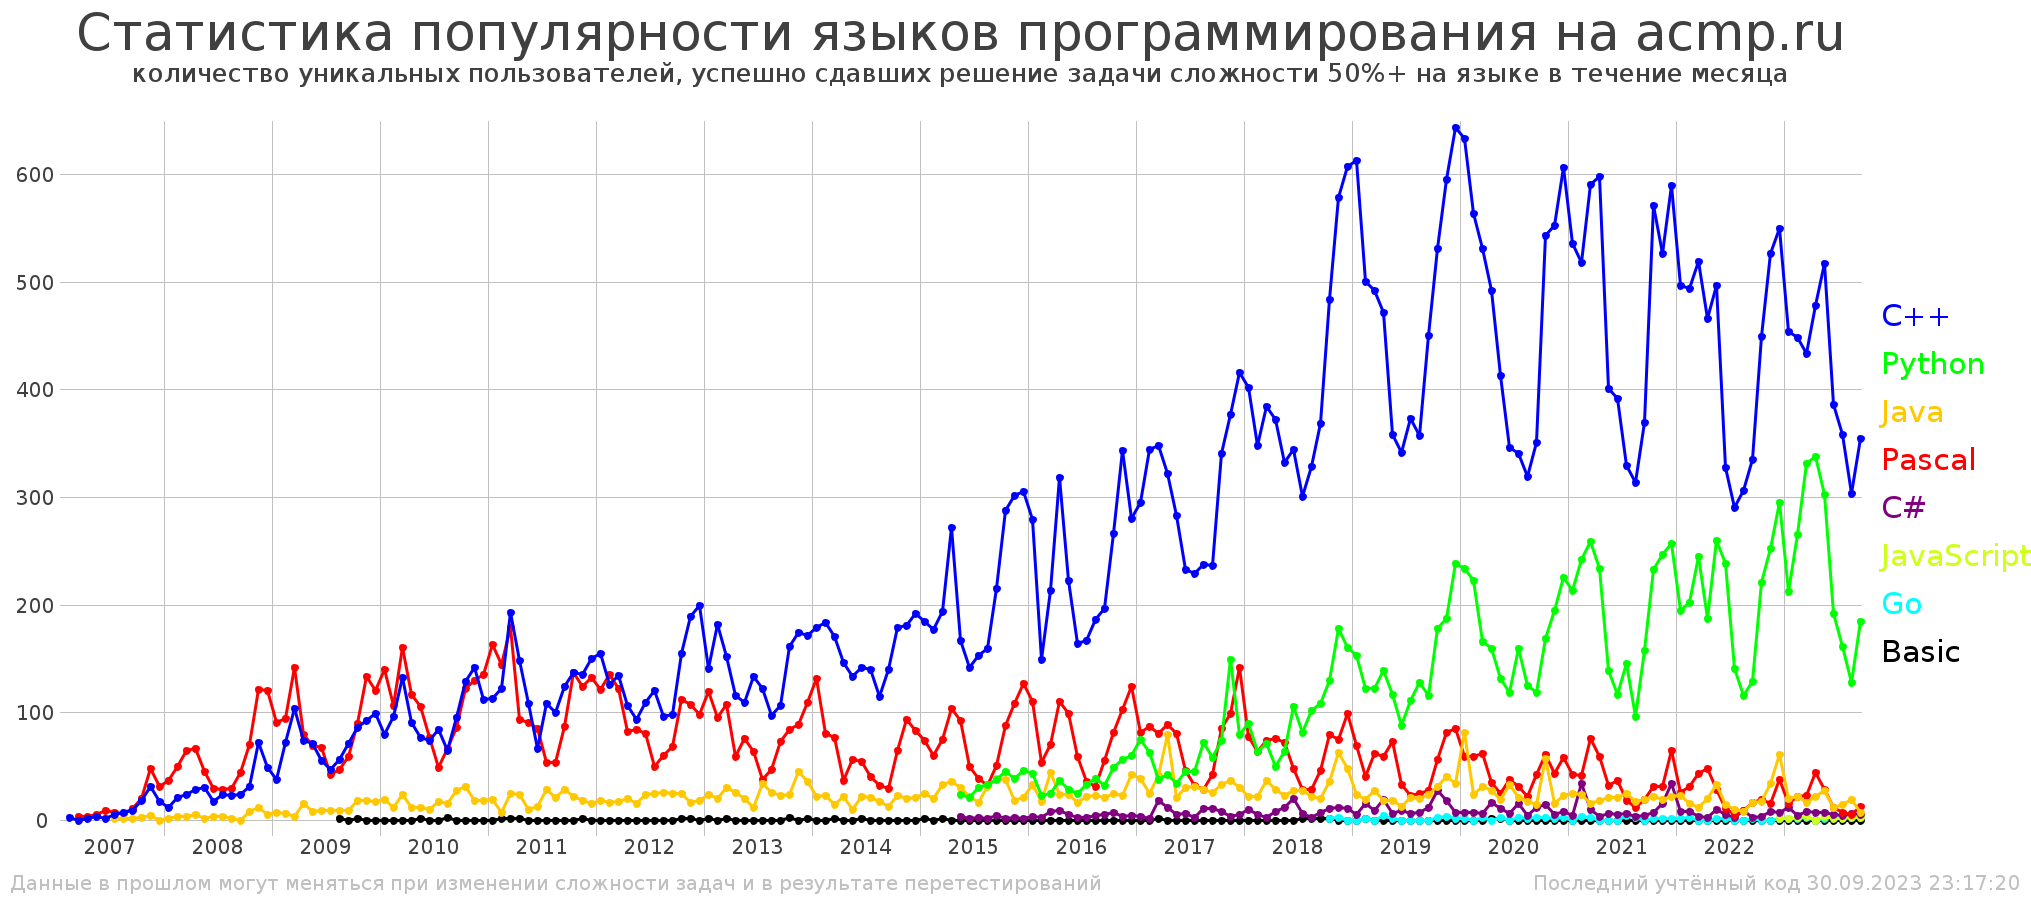 Статистика популярности языков программирования на acmp.ru
количество уникальных пользователей, успешно сдавших решение задачи сложности 50%+ на языке в течение месяца
600
500
400
300
200
100
0
C++
Python
Java
Pascal
C#
JavaScript
Go
Basic
2007 2008 2009 2010 2011 2012 2013 2014 2015 2016 2017 2018 2019 2020 2021 2022
Данные в прошлом могут меняться при изменении сложности задач и в результате перетестирований
Последний учтённый код 30.09.2023 23:17:20